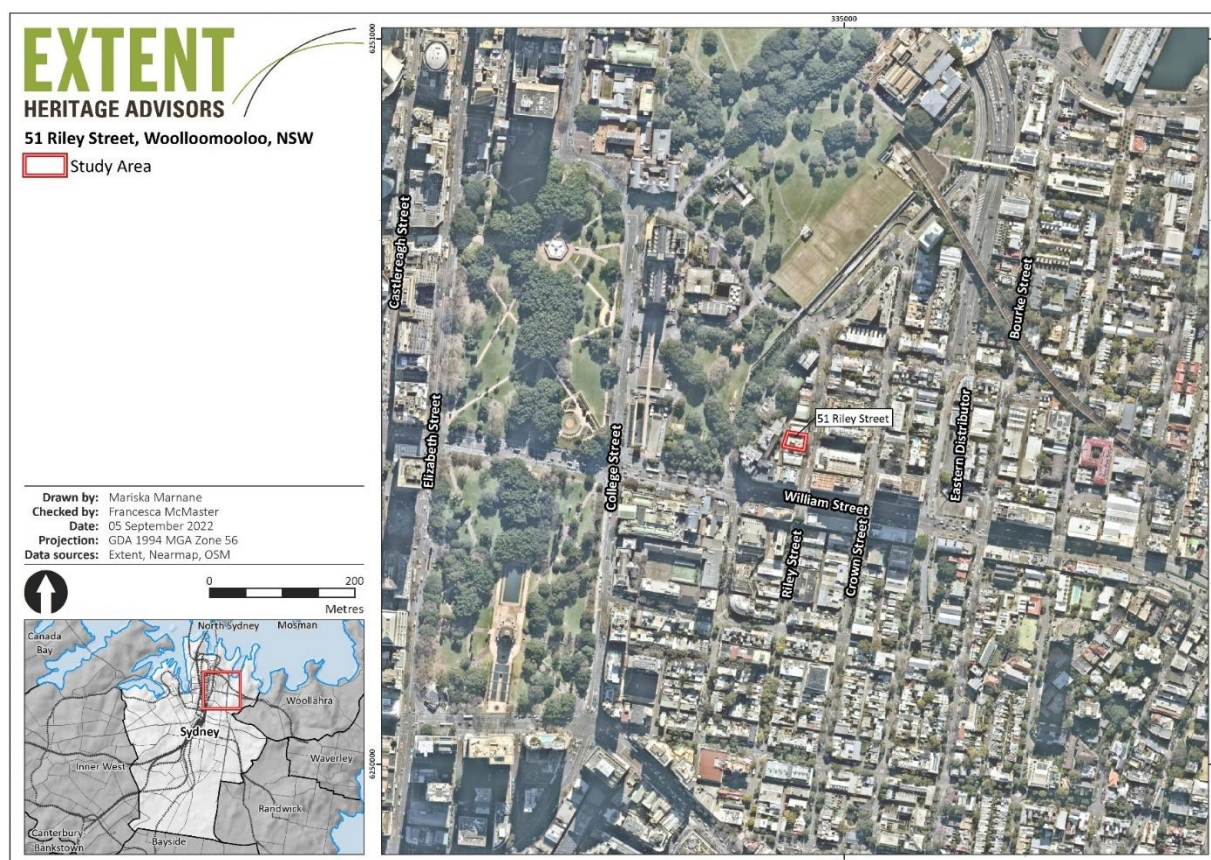 EXTENT
HERITAGE ADVISORS
51 Riley Street, Woolloomooloo, NSW
Study Area
Drawn by: Mariska Marnane
Checked by: Francesca McMaster
Date: 05 September 2022
Projection: GDA 1994 MGA Zone 56
Data sources: Extent, Nearmap, OSM
0 200
Metres
North Sydney
Mosman
Canada
Bay
Woollahra
Sydney
Inner West
Waverley
Randwick
Canterbury-
Bankstown
Bayside
335000
6251000
Castlereagh Street
Bourke Street
Elizabeth Street
College Street
51 Riley Street
Eastern Distributor
William Street
Riley Street
Crown Street
6250000